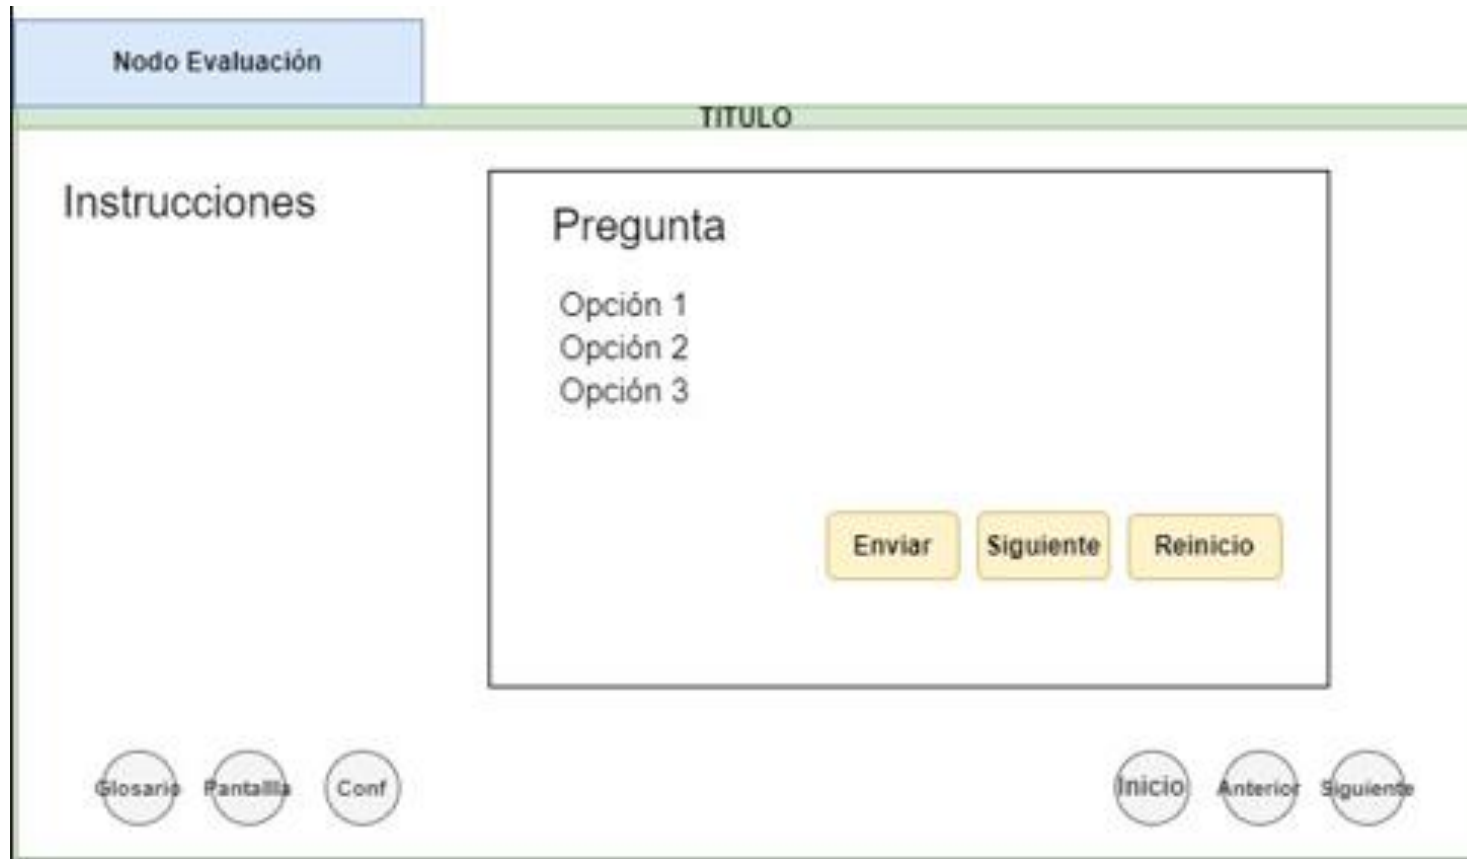 Nodo Evaluación
TITULO
Instrucciones
Pregunta
Opción 1
Opción 2
Opción 3
Enviar Siguiente Reinicio
Glosario Pantallla Conf Inicio Anterior Siguiente